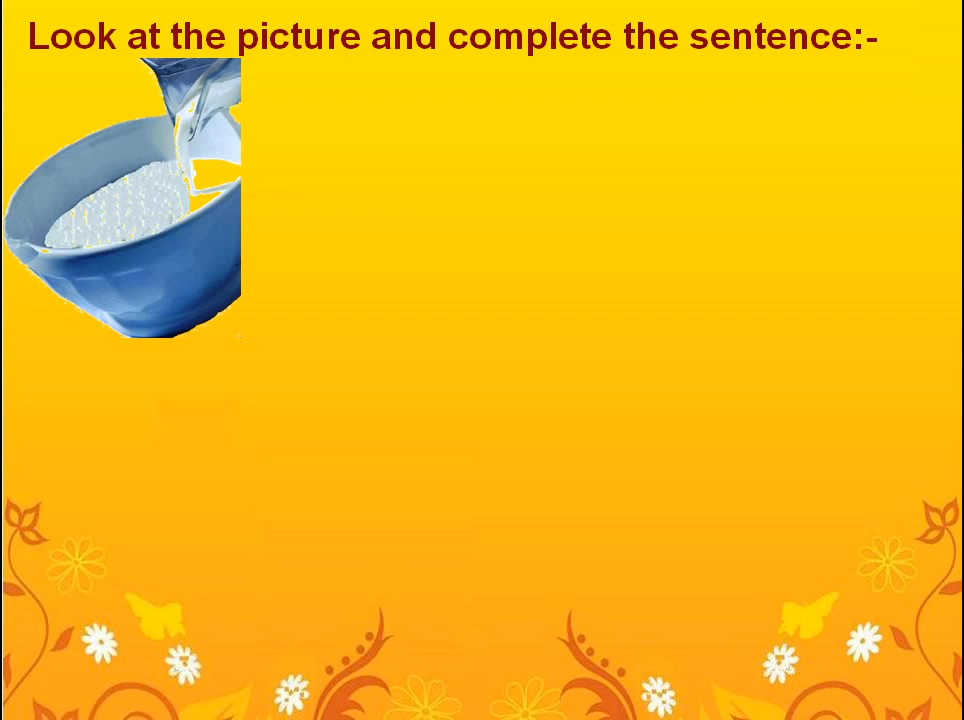 Look at the picture and complete the sentence:-